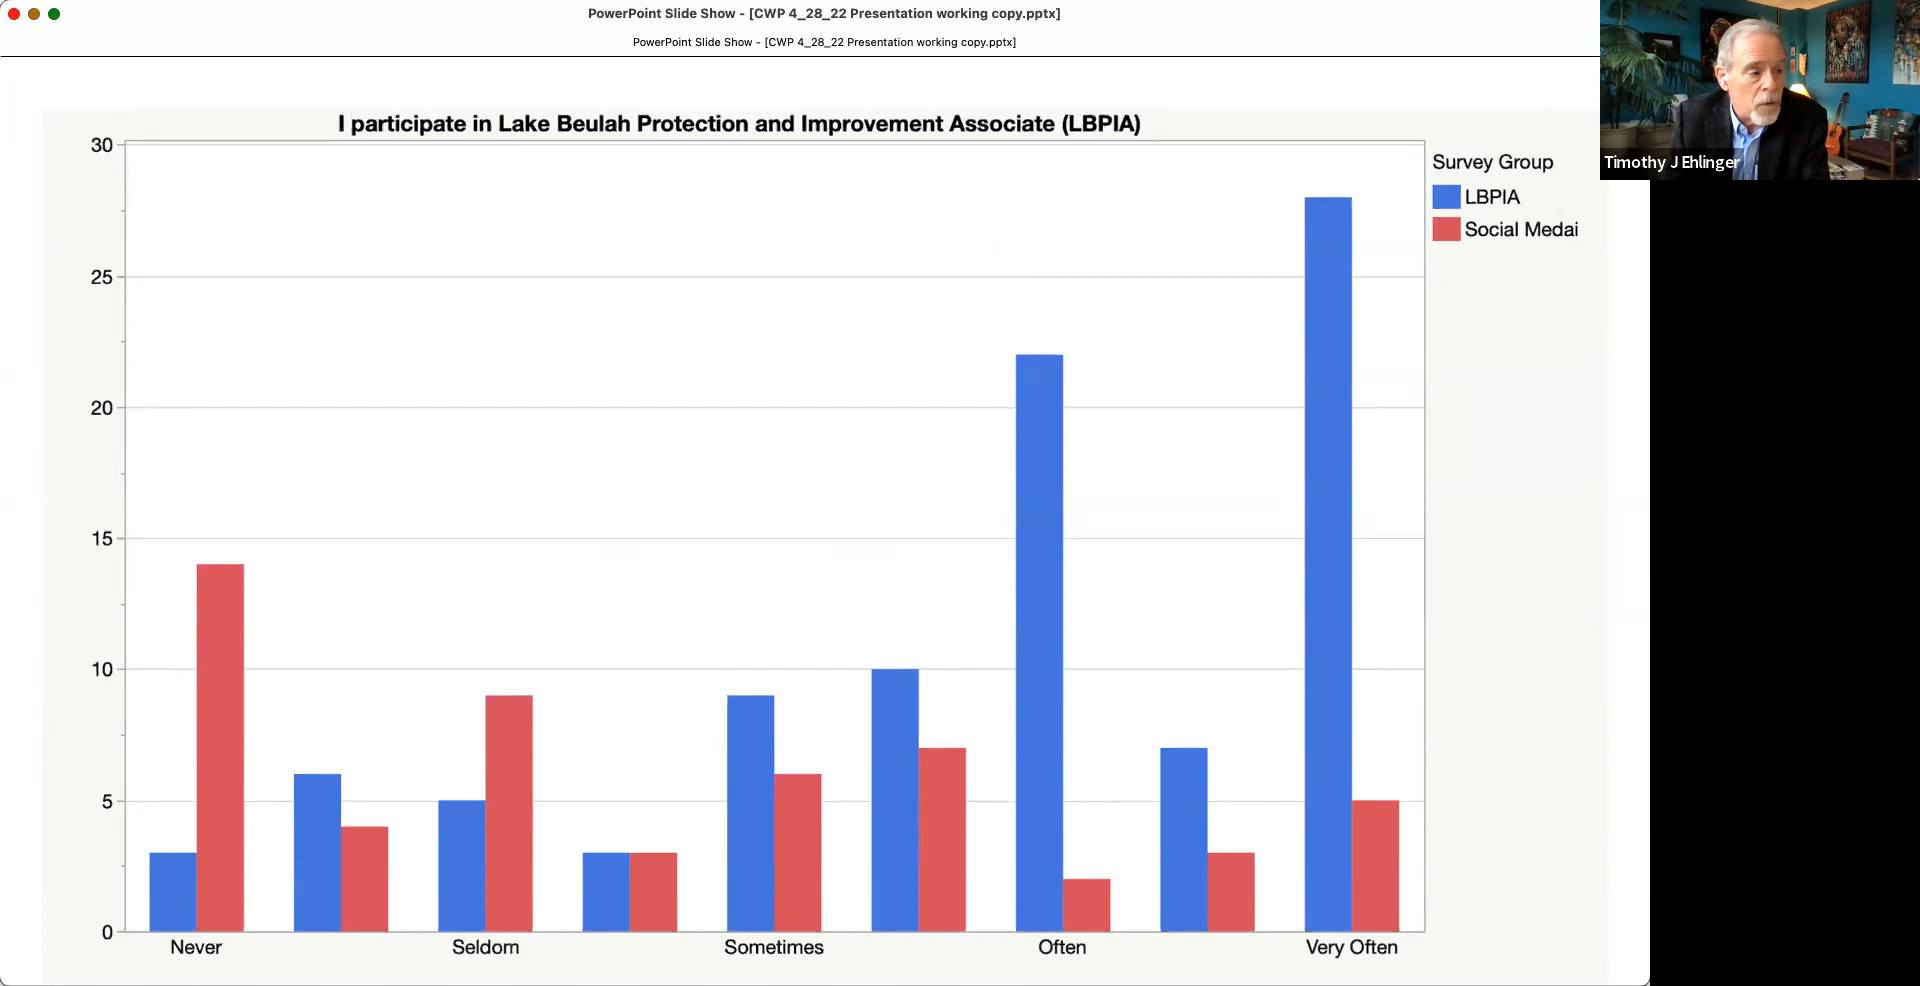 PowerPoint Slide Show - [CWP 4_28_22 Presentation working copy.pptx]
PowerPoint Slide Show - [CWP 4_28_22 Presentation working copy.pptx]
I participate in Lake Beulah Protection and Improvement Associate (LBPIA)
30
25
20
15
10
5
0
Never
Seldom
Sometimes
Often
Very Often
Survey Group
LBPIA
Social Medai
Timothy J Ehlinger